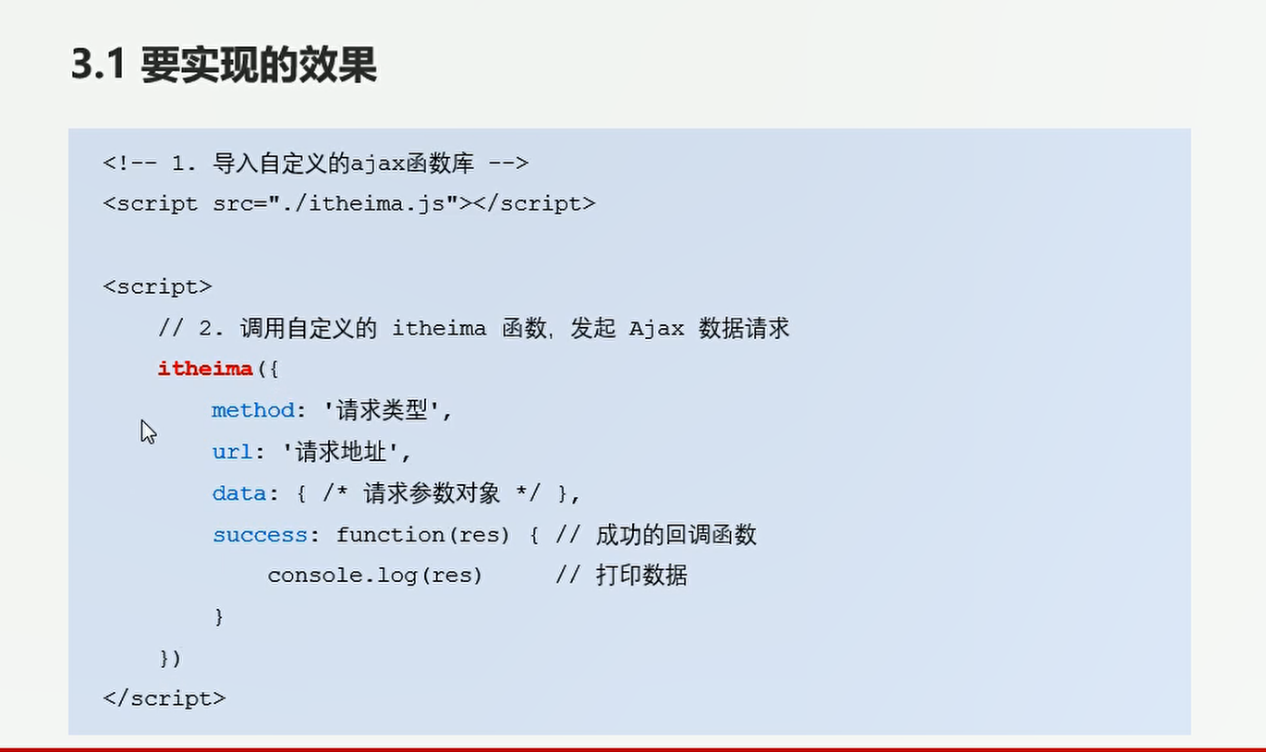 3.1 要实现的效果
<!-- 1. 导入自定义的ajax函数库 -->
<script src="./itheima.js"></script>
<script>
// 2. 调用自定义的 itheima 函数，发起 Ajax 数据请求
itheima({
method: '请求类型',
url: '请求地址',
data: { /* 请求参数对象 */ },
success: function(res) { // 成功的回调函数
console.log(res) // 打印数据
}
})
</script>